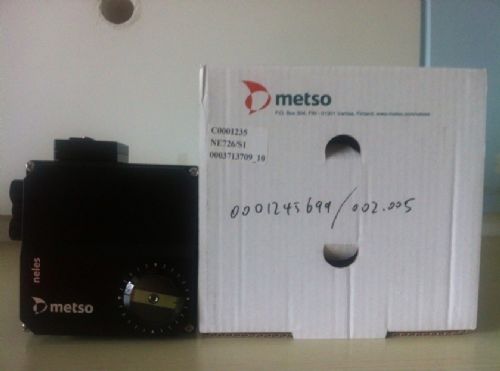 metso
P.O. Box 304, FIN - 01301 Vantaa, Finland, www.metso.com/valves
C0001235
NE726/S1
0003713709_10
0001245699/002.005
neles
metso